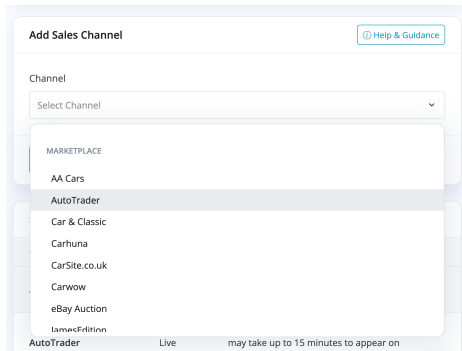 Add Sales Channel
Help & Guidance
Channel
Select Channel
MARKETPLACE
AA Cars
AutoTrader
Car & Classic
Carhuna
CarSite.co.uk
Carwow
eBay Auction
JamesEdition
AutoTrader Live may take up to 15 minutes to appear on